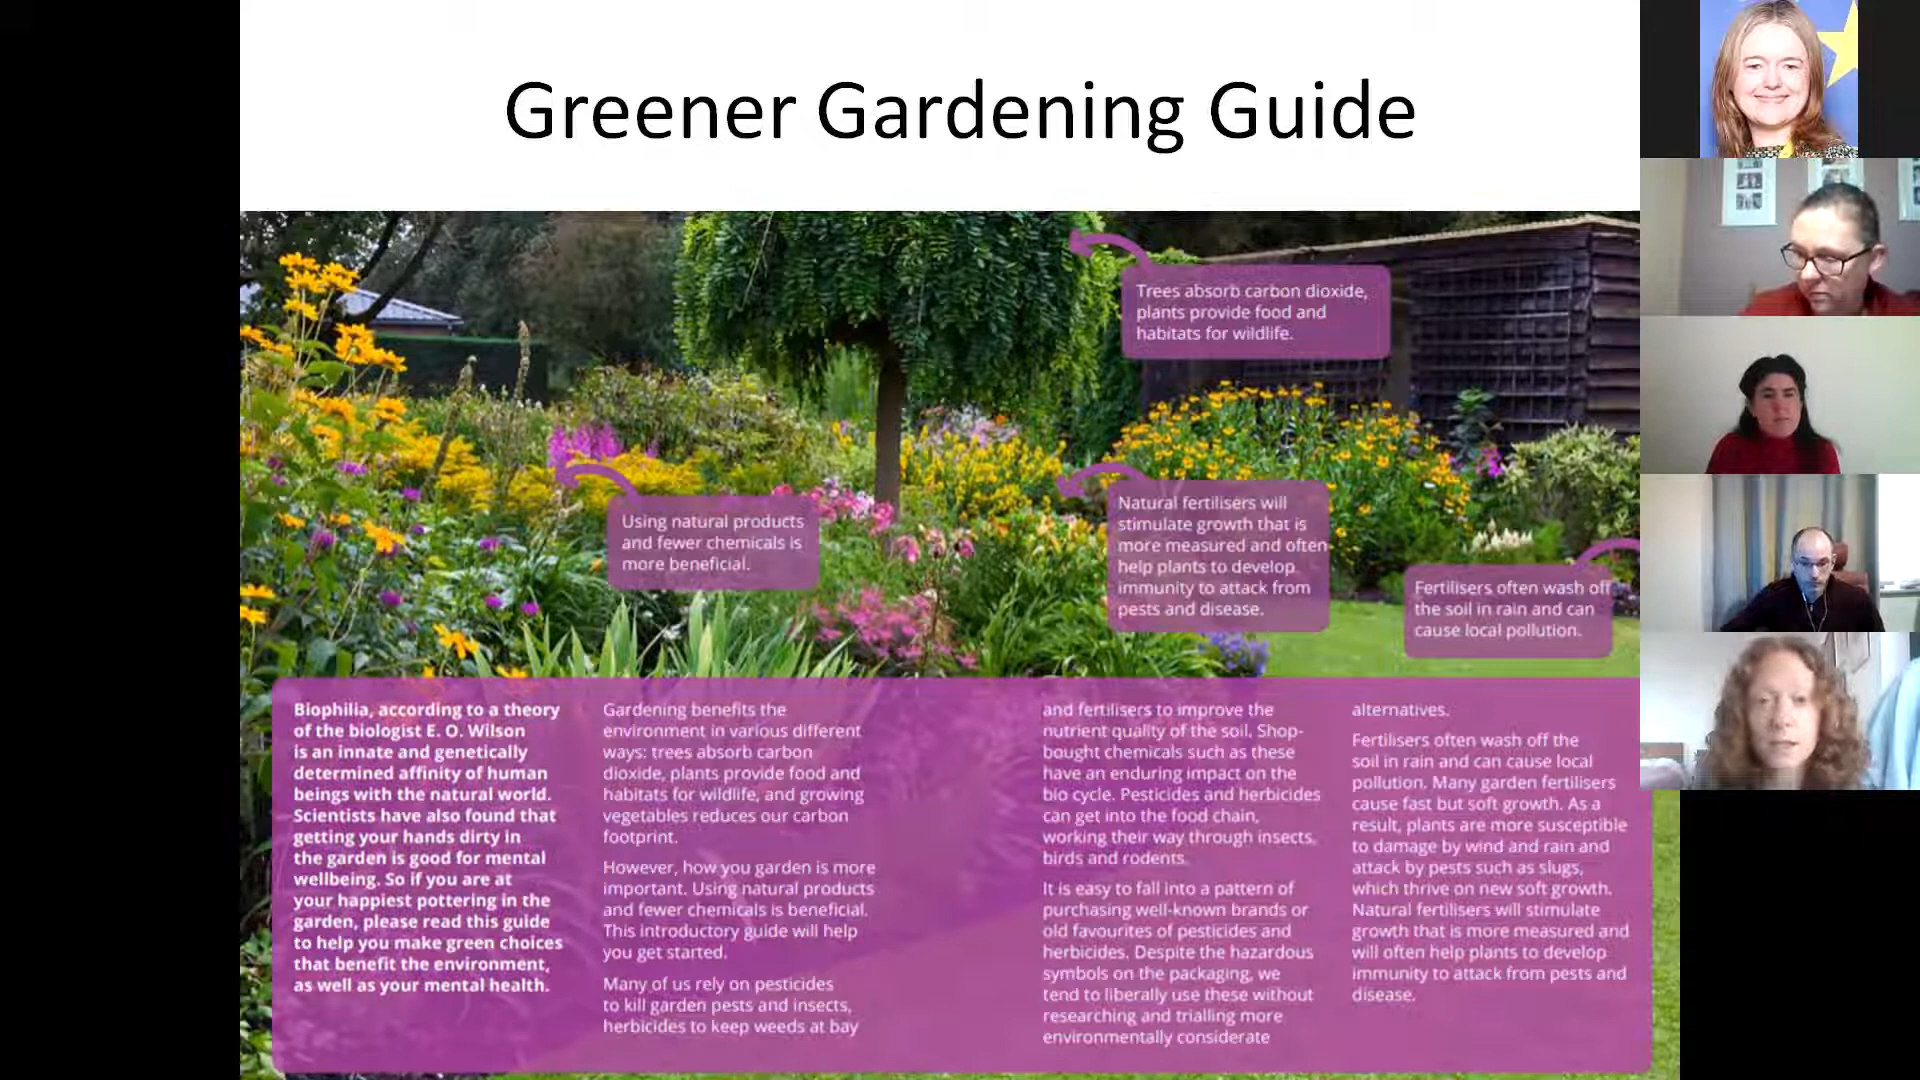 Greener Gardening Guide
Trees absorb carbon dioxide,
plants provide food and
habitats for wildlife.
Using natural products
and fewer chemicals is
more beneficial.
Natural fertilisers will
stimulate growth that is
more measured and often
help plants to develop
immunity to attack from
pests and disease.
Fertilisers often wash off
the soil in rain and can
cause local pollution.
Biophilia, according to a theory
of the biologist E. O. Wilson
is an innate and genetically
determined affinity of human
beings with the natural world.
Scientists have also found that
getting your hands dirty in
the garden is good for mental
wellbeing. So if you are at
your happiest pottering in the
garden, please read this guide
to help you make green choices
that benefit the environment,
as well as your mental health.
Gardening benefits the
environment in various different
ways: trees absorb carbon
dioxide, plants provide food and
habitats for wildlife, and growing
vegetables reduces our carbon
footprint.
However, how you garden is more
important. Using natural products
and fewer chemicals is beneficial.
This introductory guide will help
you get started.
Many of us rely on pesticides
to kill garden pests and insects,
herbicides to keep weeds at bay
and fertilisers to improve the
nutrient quality of the soil. Shop-
bought chemicals such as these
have an enduring impact on the
bio cycle. Pesticides and herbicides
can get into the food chain,
working their way through insects,
birds and rodents.
It is easy to fall into a pattern of
purchasing well-known brands or
old favourites of pesticides and
herbicides. Despite the hazardous
symbols on the packaging, we
tend to liberally use these without
researching and trialling more
environmentally considerate
alternatives.
Fertilisers often wash off the
soil in rain and can cause local
pollution. Many garden fertilisers
cause fast but soft growth. As a
result, plants are more susceptible
to damage by wind and rain and
attack by pests such as slugs,
which thrive on new soft growth.
Natural fertilisers will stimulate
growth that is more measured and
will often help plants to develop
immunity to attack from pests and
disease.